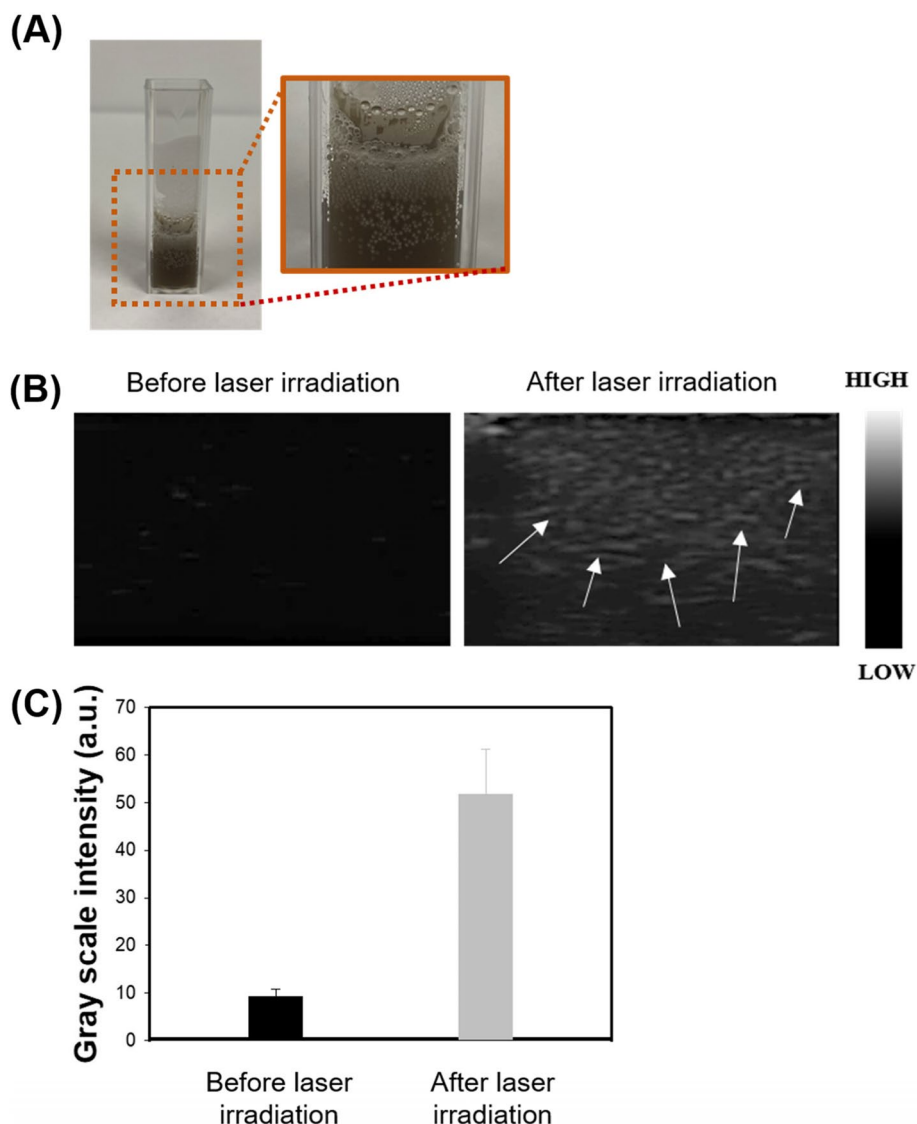 (A)
(B)
Before laser irradiation
After laser irradiation
HIGH
LOW
(C)
Gray scale intensity (a.u.)
70
60
50
40
30
20
10
0
Before laser
irradiation
After laser
irradiation